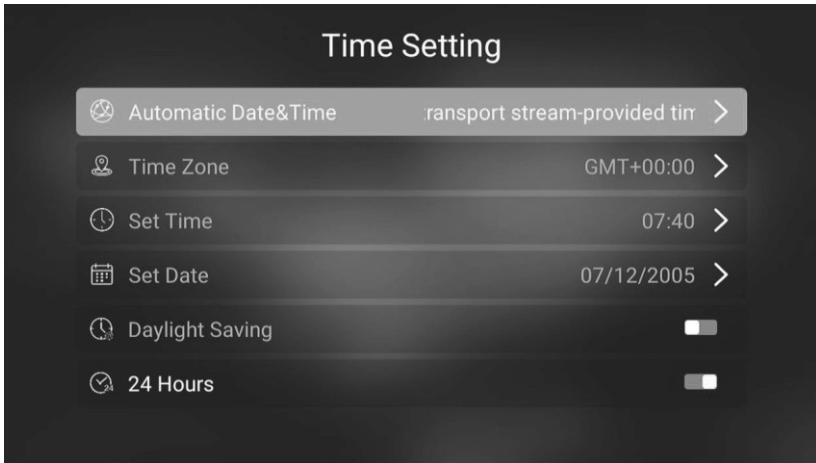 Time Setting
Automatic Date&Time transport stream-provided tim
Time Zone GMT+00:00
Set Time 07:40
Set Date 07/12/2005
Daylight Saving
24 Hours